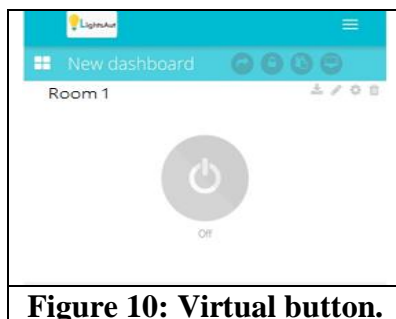 LightsAut
New dashboard
Room 1
Off
Figure 10: Virtual button.